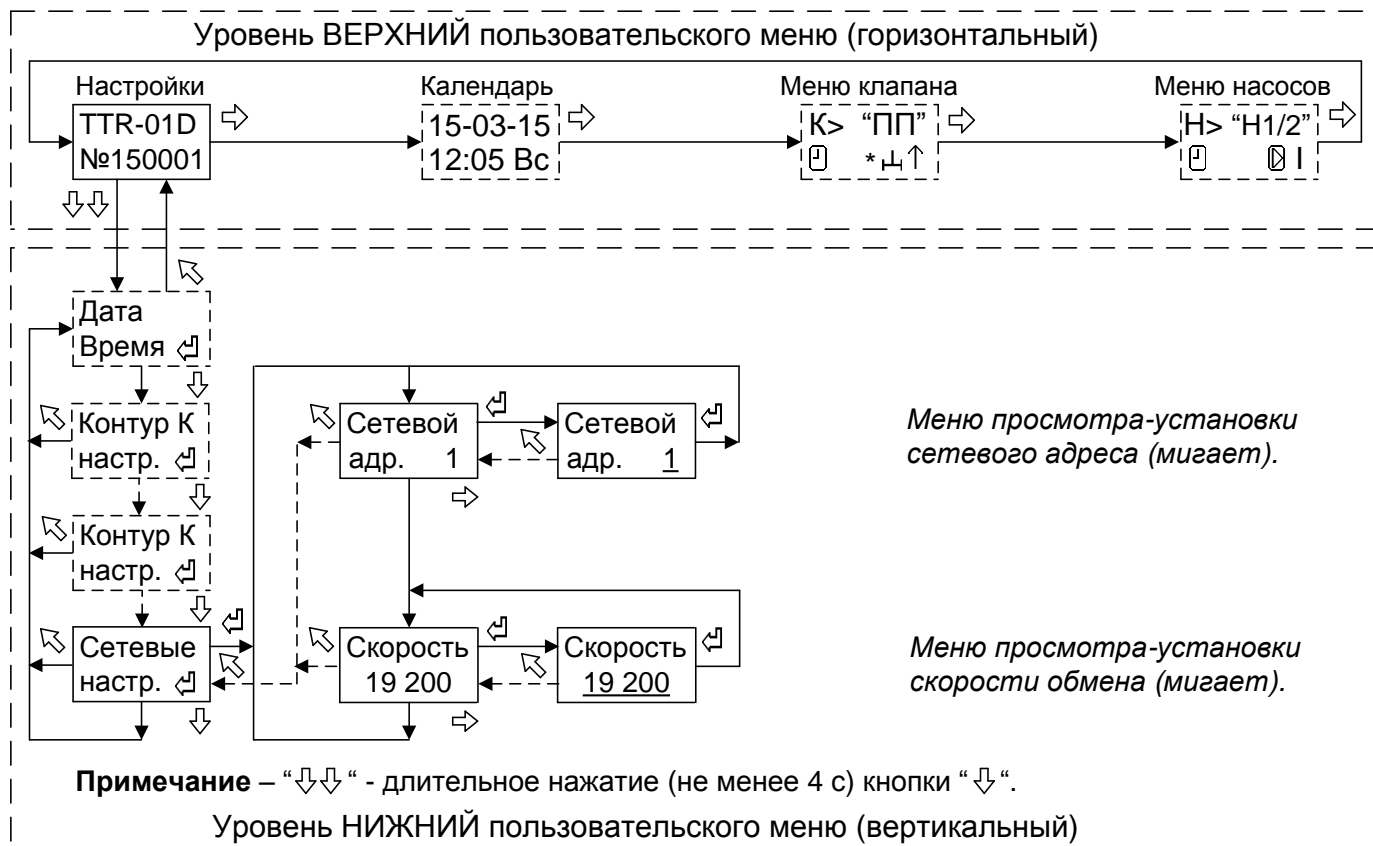 Уровень ВЕРХНИЙ пользовательского меню (горизонтальный)
Настройки
TTR-01D
№150001
Календарь
15-03-15
12:05 Вс
Меню клапана
К> "ПП"
*
Меню насосов
Н> "Н1/2"
I
Дата
Время
Контур К
настр.
Контур К
настр.
Сетевые
настр.
Сетевой
адр. 1
Сетевой
адр. 1
Меню просмотра-установки
сетевого адреса (мигает).
Скорость
19 200
Скорость
19 200
Меню просмотра-установки
скорости обмена (мигает).
Примечание – “⇩⇩“ - длительное нажатие (не менее 4 с) кнопки “⇩“.
Уровень НИЖНИЙ пользовательского меню (вертикальный)